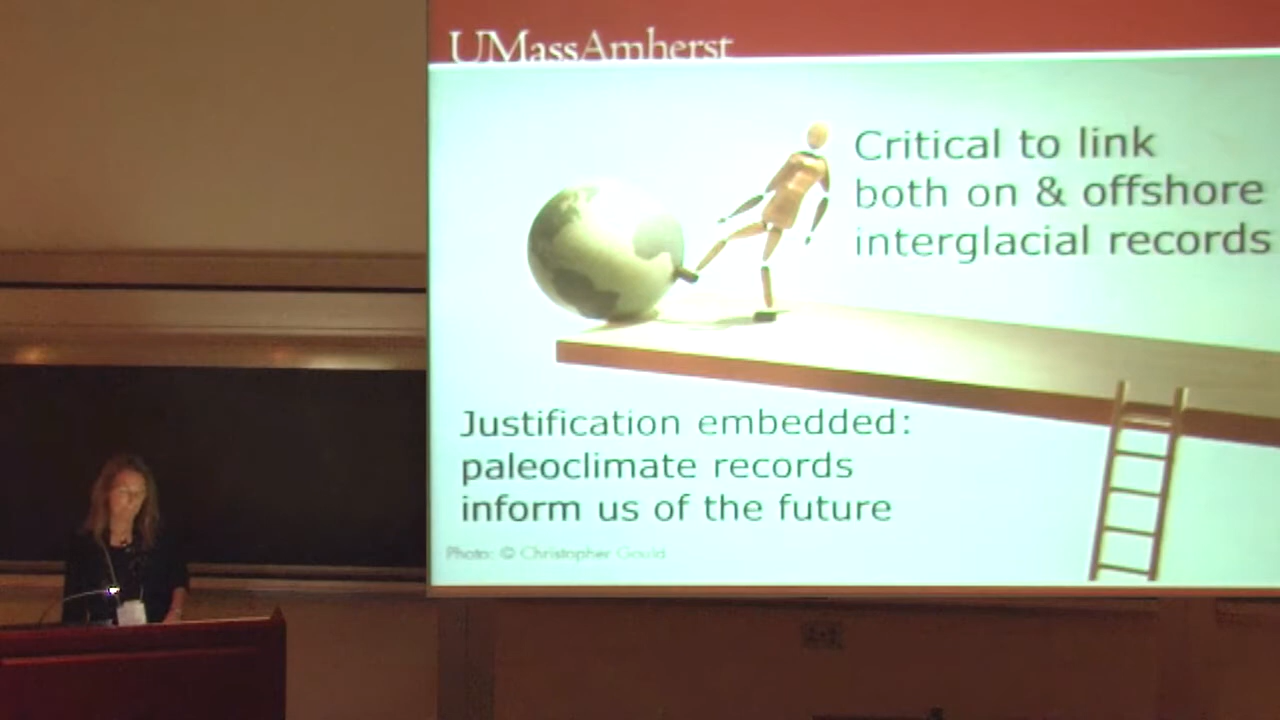 UMassAmherst
Critical to link
both on & offshore
interglacial records
Justification embedded:
paleoclimate records
inform us of the future
Photo: © Christopher Gould